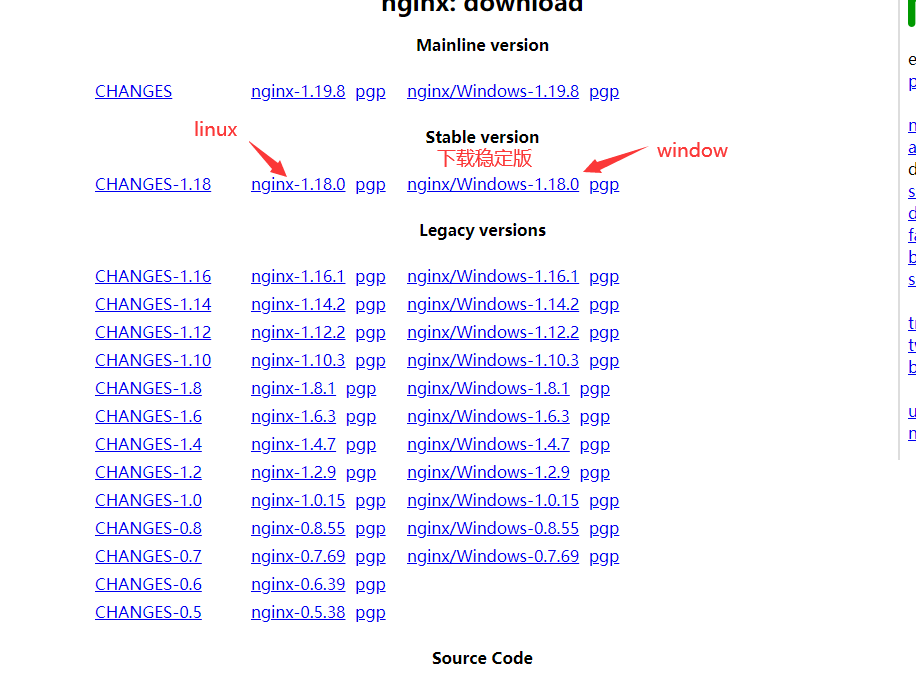 nginx: download
Mainline version
CHANGES nginx-1.19.8 pgp nginx/Windows-1.19.8 pgp
linux
Stable version
下载稳定版
window
CHANGES-1.18 nginx-1.18.0 pgp nginx/Windows-1.18.0 pgp
Legacy versions
CHANGES-1.16 nginx-1.16.1 pgp nginx/Windows-1.16.1 pgp
CHANGES-1.14 nginx-1.14.2 pgp nginx/Windows-1.14.2 pgp
CHANGES-1.12 nginx-1.12.2 pgp nginx/Windows-1.12.2 pgp
CHANGES-1.10 nginx-1.10.3 pgp nginx/Windows-1.10.3 pgp
CHANGES-1.8 nginx-1.8.1 pgp nginx/Windows-1.8.1 pgp
CHANGES-1.6 nginx-1.6.3 pgp nginx/Windows-1.6.3 pgp
CHANGES-1.4 nginx-1.4.7 pgp nginx/Windows-1.4.7 pgp
CHANGES-1.2 nginx-1.2.9 pgp nginx/Windows-1.2.9 pgp
CHANGES-1.0 nginx-1.0.15 pgp nginx/Windows-1.0.15 pgp
CHANGES-0.8 nginx-0.8.55 pgp nginx/Windows-0.8.55 pgp
CHANGES-0.7 nginx-0.7.69 pgp nginx/Windows-0.7.69 pgp
CHANGES-0.6 nginx-0.6.39 pgp
CHANGES-0.5 nginx-0.5.38 pgp
Source Code